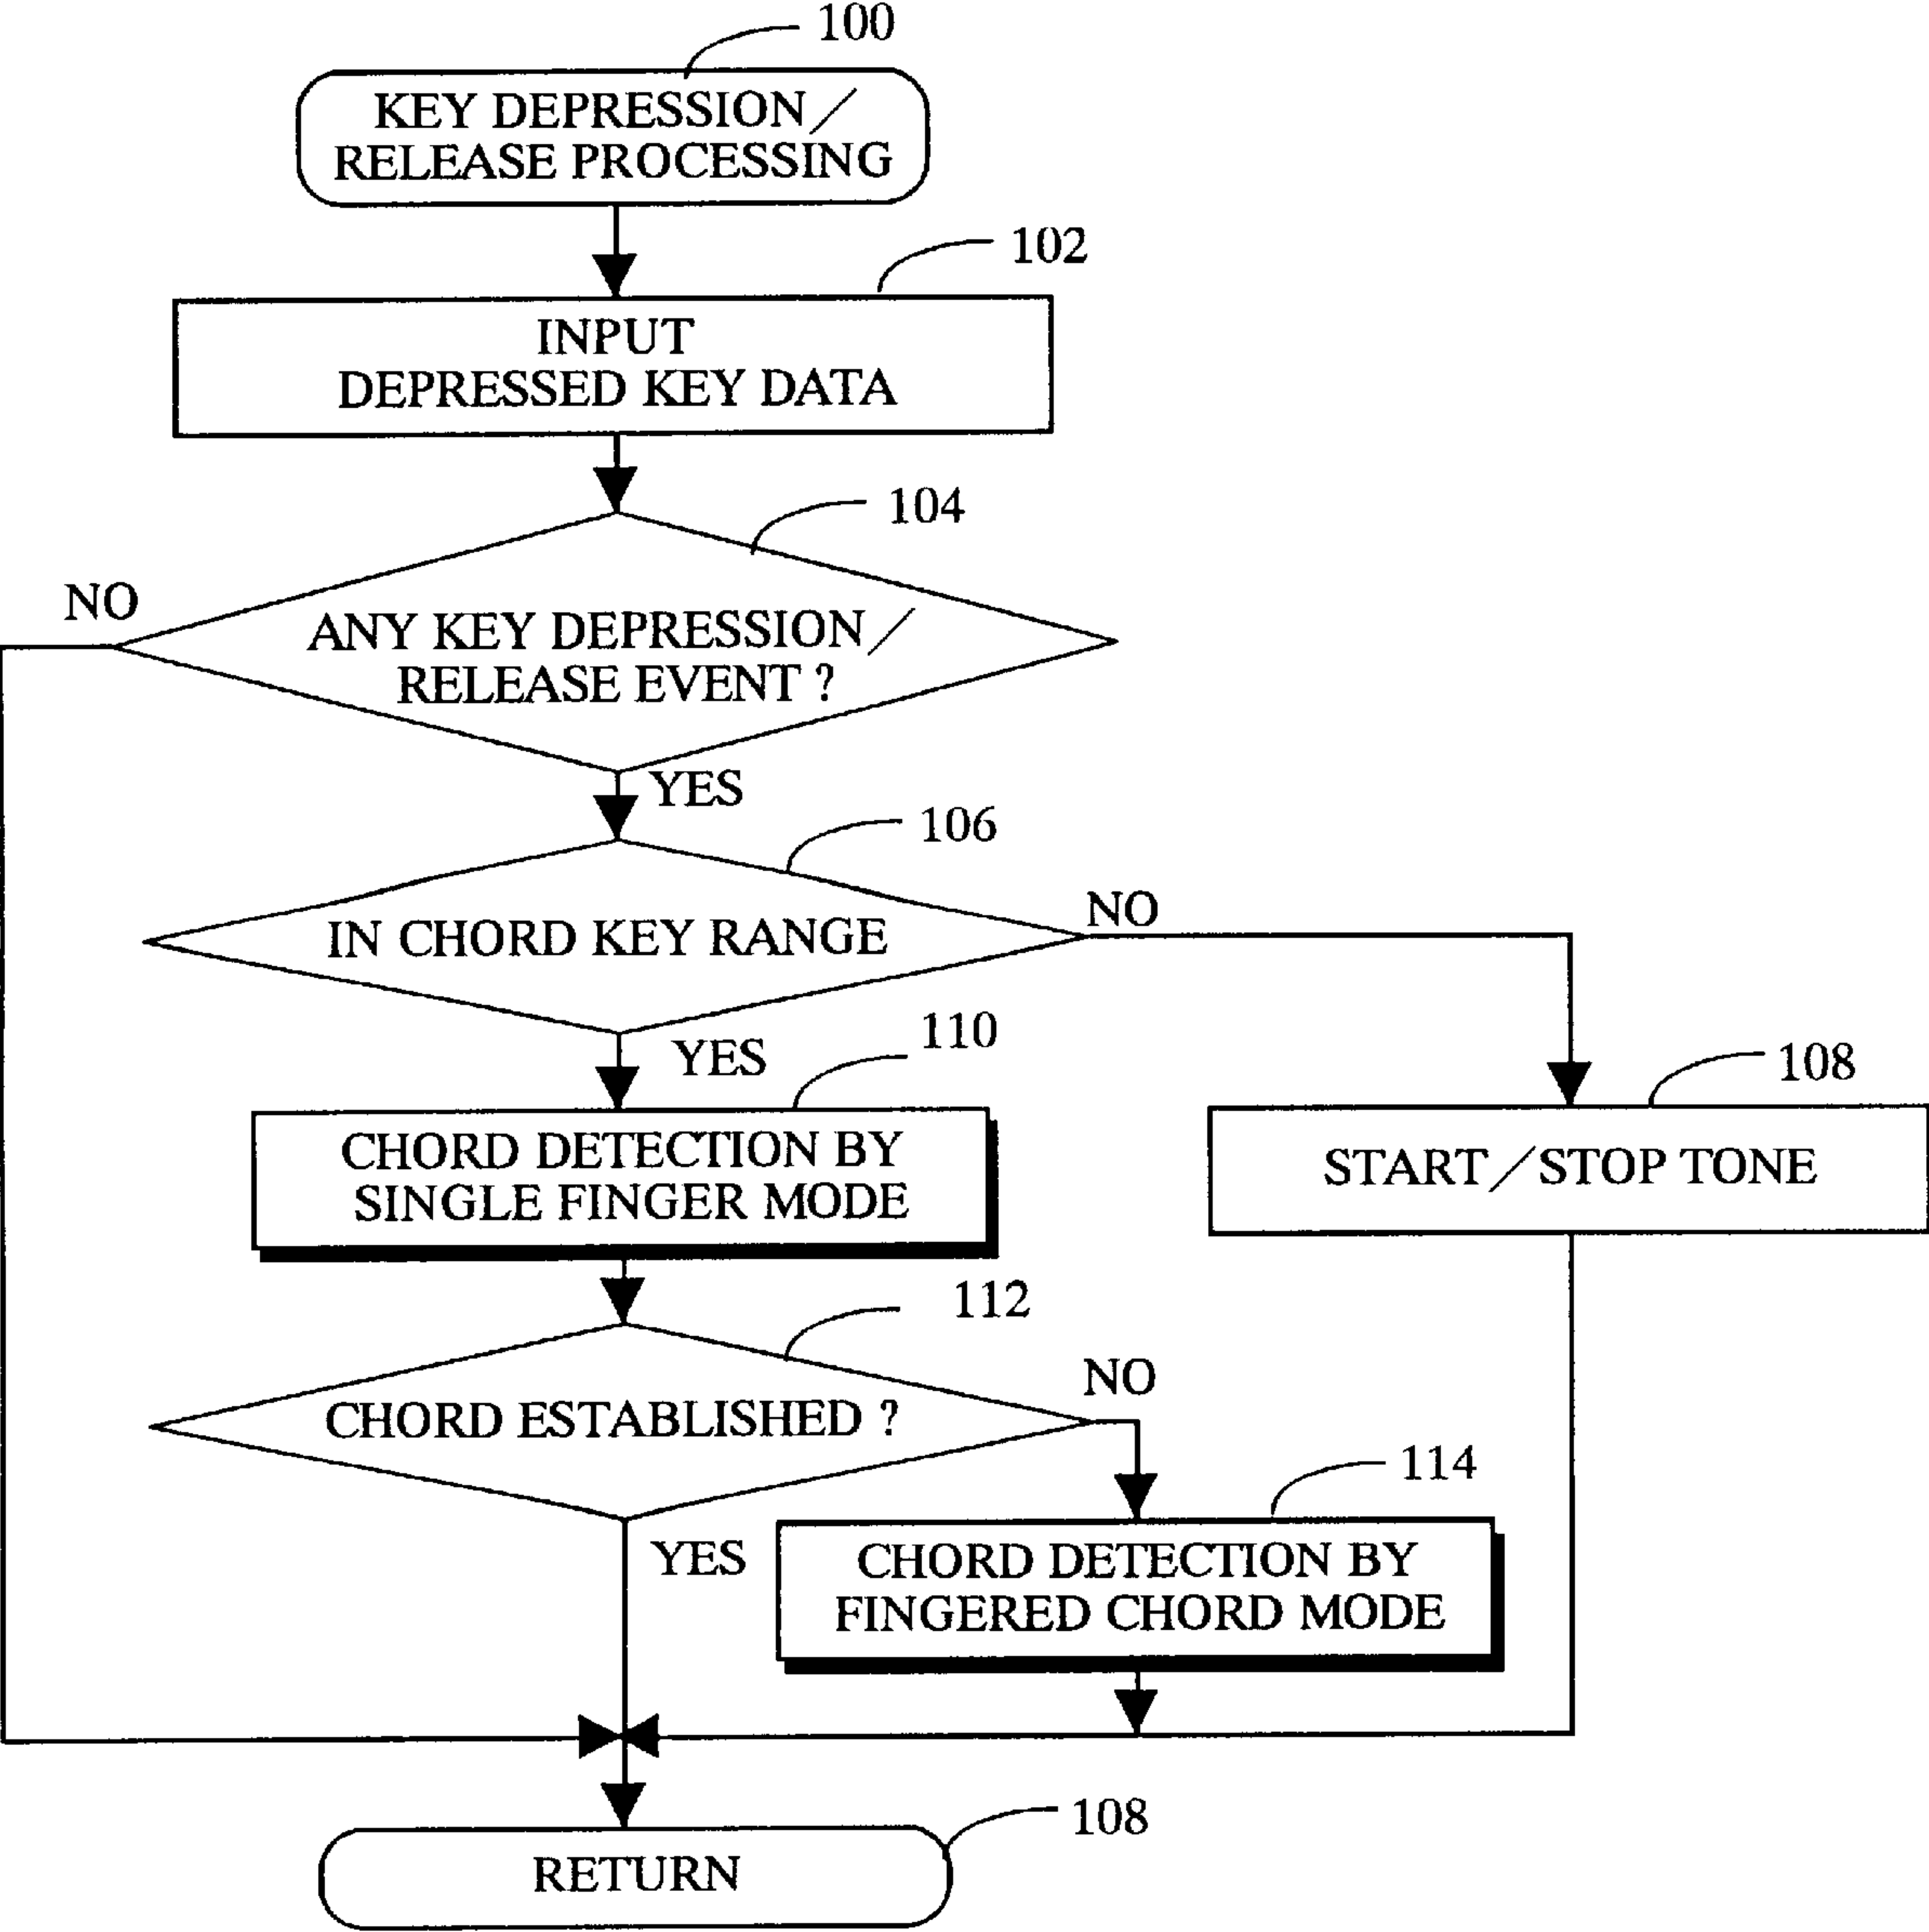 100
KEY DEPRESSION/
RELEASE PROCESSING
102
INPUT
DEPRESSED KEY DATA
104
NO
ANY KEY DEPRESSION/
RELEASE EVENT ?
YES
106
IN CHORD KEY RANGE
NO
YES
110
108
CHORD DETECTION BY
SINGLE FINGER MODE
START/STOP TONE
112
NO
CHORD ESTABLISHED ?
114
YES
CHORD DETECTION BY
FINGERED CHORD MODE
108
RETURN